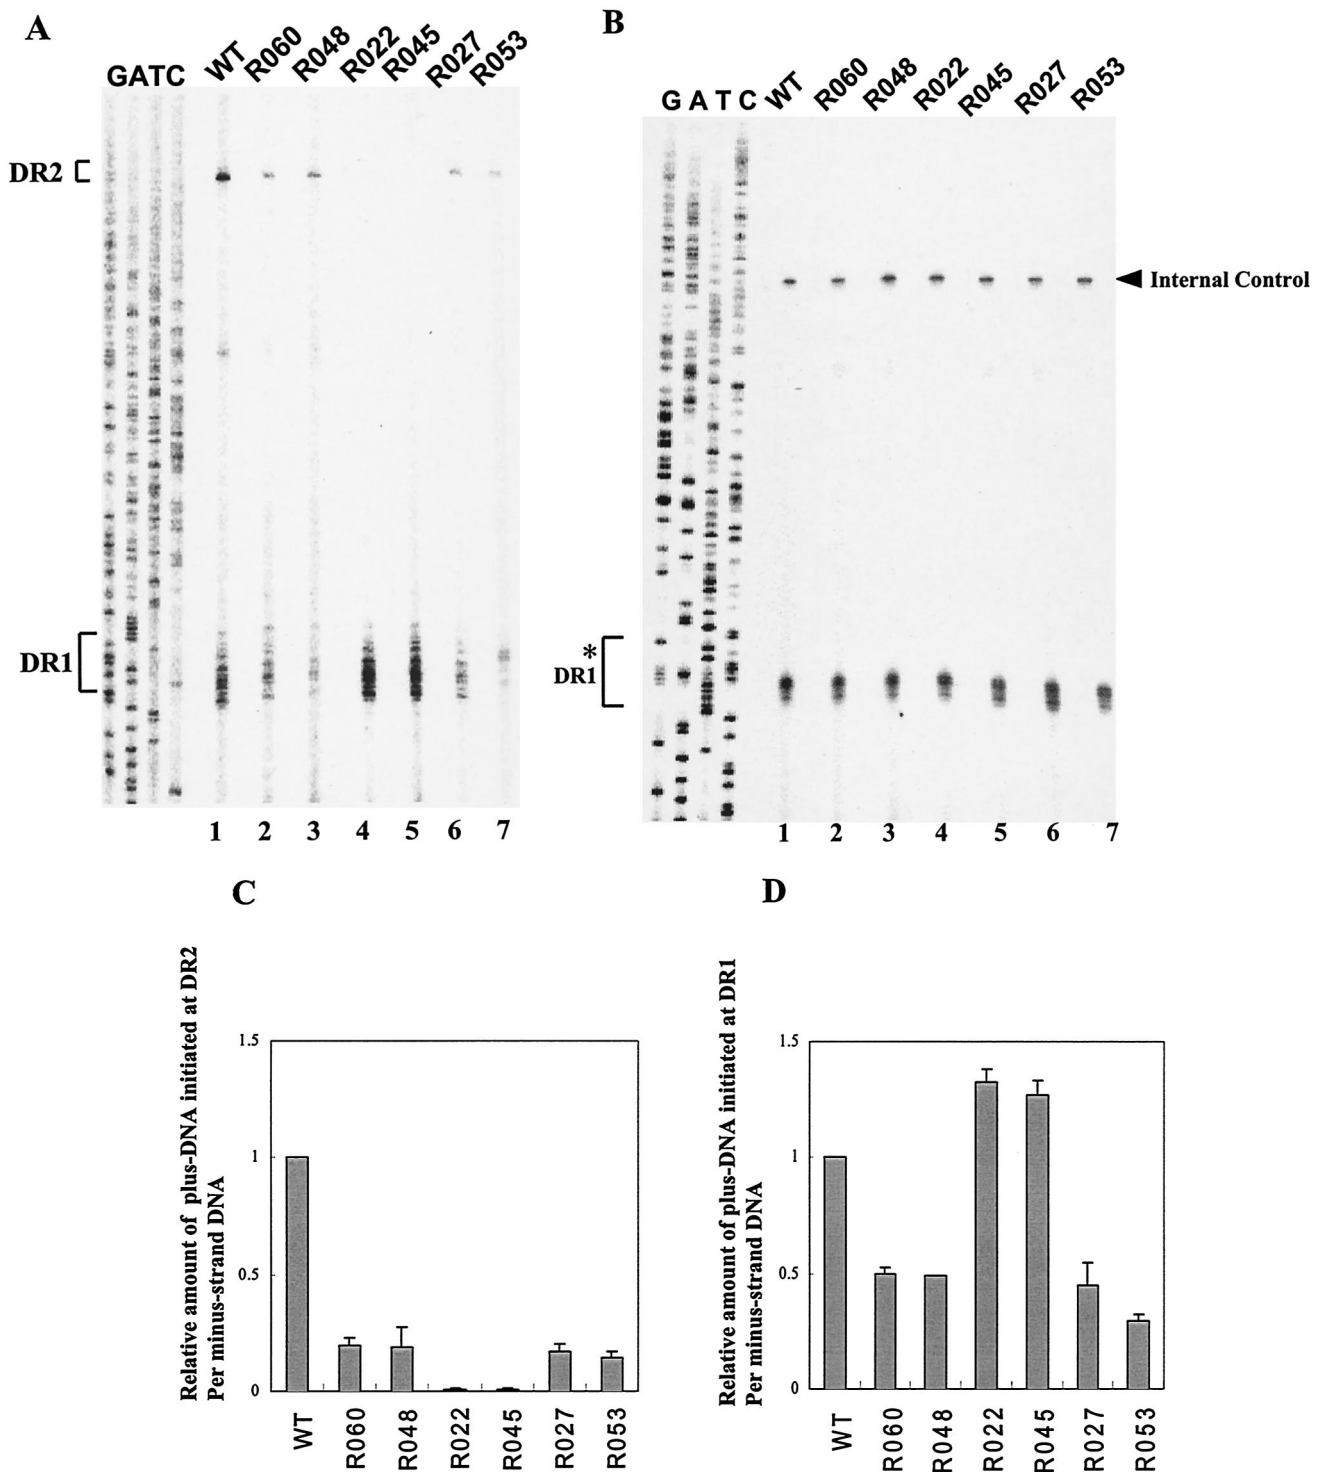 A
GATC WT R060 R048 R022 R045 R027 R053
DR2
DR1
1 2 3 4 5 6 7
B
G A T C WT R060 R048 R022 R045 R027 R053
Internal Control
*
DR1
1 2 3 4 5 6 7
C
Relative amount of plus-DNA initiated at DR2
Per minus-strand DNA
1.5
1
0.5
0
WT R060 R048 R022 R045 R027 R053
D
Relative amount of plus-DNA initiated at DR1
Per minus-strand DNA
1.5
1
0.5
0
WT R060 R048 R022 R045 R027 R053